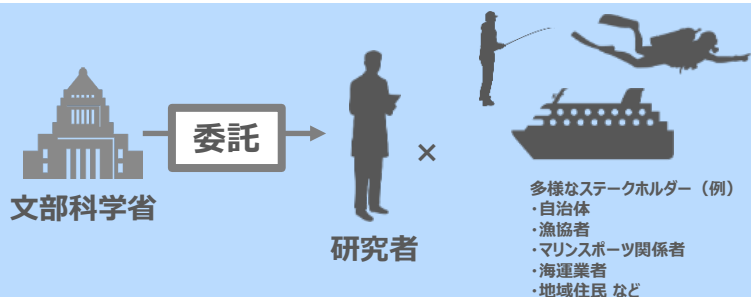 委託
文部科学省
研究者
×
多様なステークホルダー（例）
・自治体
・漁協者
・マリンスポーツ関係者
・海運業者
・地域住民 など